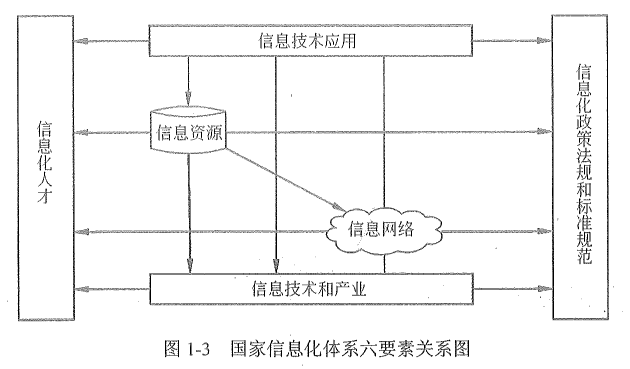 信息技术应用
信息化人才
信息资源
信息网络
信息技术和产业
信息化政策法规和标准规范
图 1-3 国家信息化体系六要素关系图